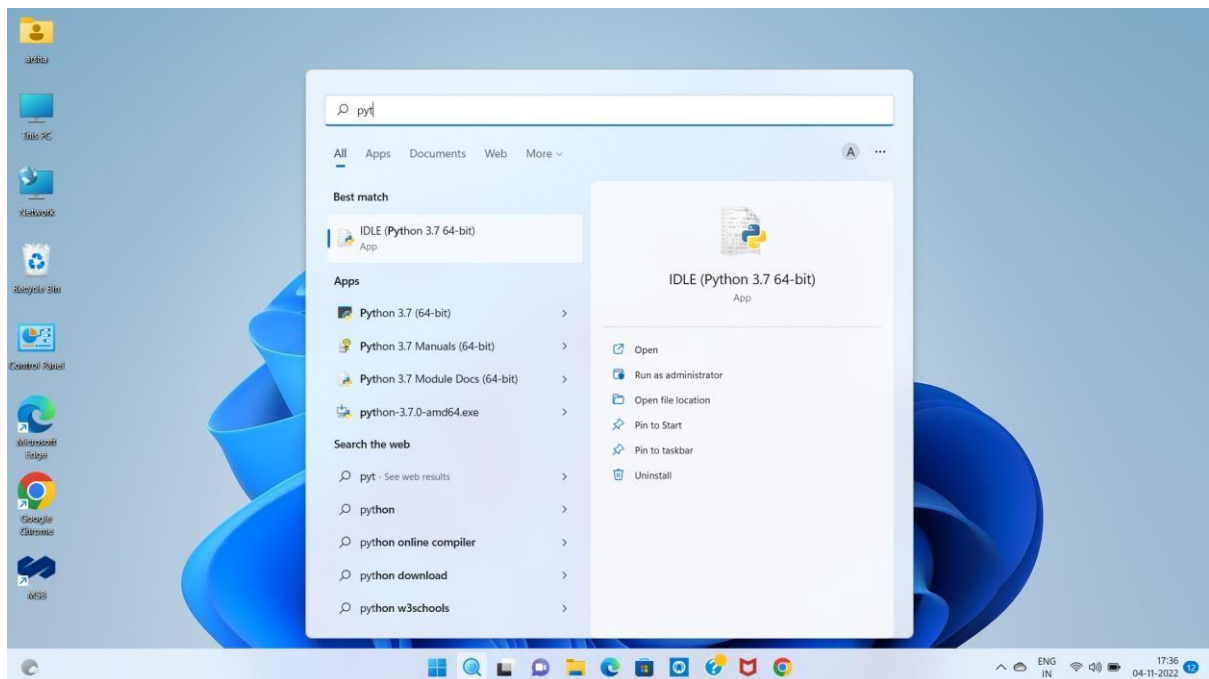 arsha
This PC
Network
Recycle Bin
Control Panel
Microsoft
Edge
Google
Chrome
MSB
pyt
All Apps Documents Web More
A ...
Best match
IDLE (Python 3.7 64-bit)
App
Apps
Python 3.7 (64-bit)
Python 3.7 Manuals (64-bit)
Python 3.7 Module Docs (64-bit)
python-3.7.0-amd64.exe
Search the web
pyt - See web results
python
python online compiler
python download
python w3schools
IDLE (Python 3.7 64-bit)
App
Open
Run as administrator
Open file location
Pin to Start
Pin to taskbar
Uninstall
ENG
IN
17:36
04-11-2022
12